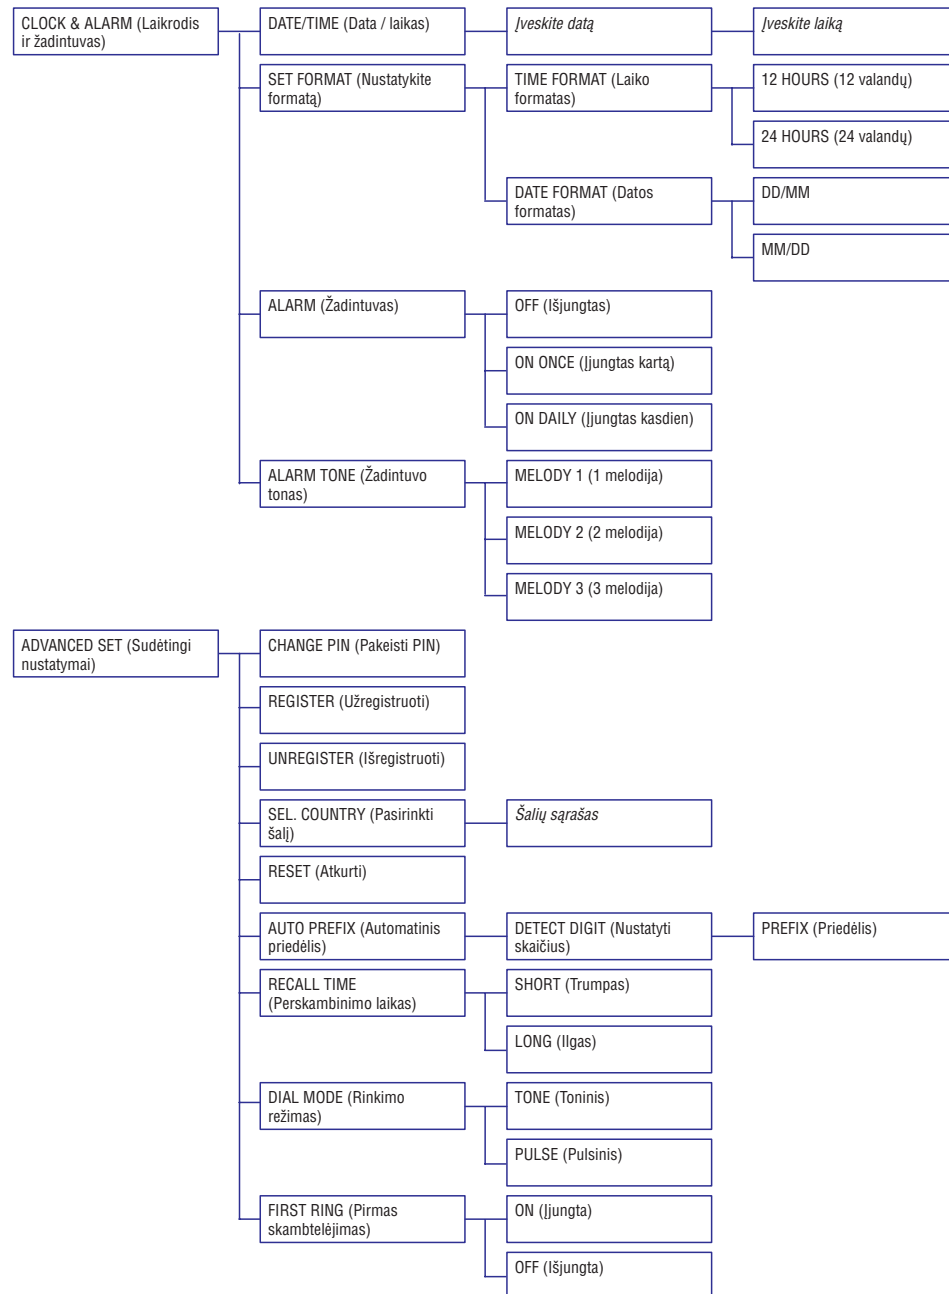 CLOCK & ALARM (Laikrodis
ir žadintuvas)
DATE/TIME (Data / laikas)
Įveskite datą
Įveskite laiką
SET FORMAT (Nustatykite
formatą)
TIME FORMAT (Laiko
formatas)
12 HOURS (12 valandų)
24 HOURS (24 valandų)
DATE FORMAT (Datos
formatas)
DD/MM
MM/DD
ALARM (Žadintuvas)
OFF (Išjungtas)
ON ONCE (Įjungtas kartą)
ON DAILY (Įjungtas kasdien)
ALARM TONE (Žadintuvo
tonas)
MELODY 1 (1 melodija)
MELODY 2 (2 melodija)
MELODY 3 (3 melodija)
ADVANCED SET (Sudėtingi
nustatymai)
CHANGE PIN (Pakeisti PIN)
REGISTER (Užregistruoti)
UNREGISTER (Išregistruoti)
SEL. COUNTRY (Pasirinkti
šalį)
Šalių sąrašas
RESET (Atkurti)
AUTO PREFIX (Automatinis
priedėlis)
DETECT DIGIT (Nustatyti
skaičius)
PREFIX (Priedėlis)
RECALL TIME
(Perskambinimo laikas)
SHORT (Trumpas)
LONG (Ilgas)
DIAL MODE (Rinkimo
režimas)
TONE (Toninis)
PULSE (Pulsinis)
FIRST RING (Pirmas
skambtelėjimas)
ON (Įjungta)
OFF (Išjungta)